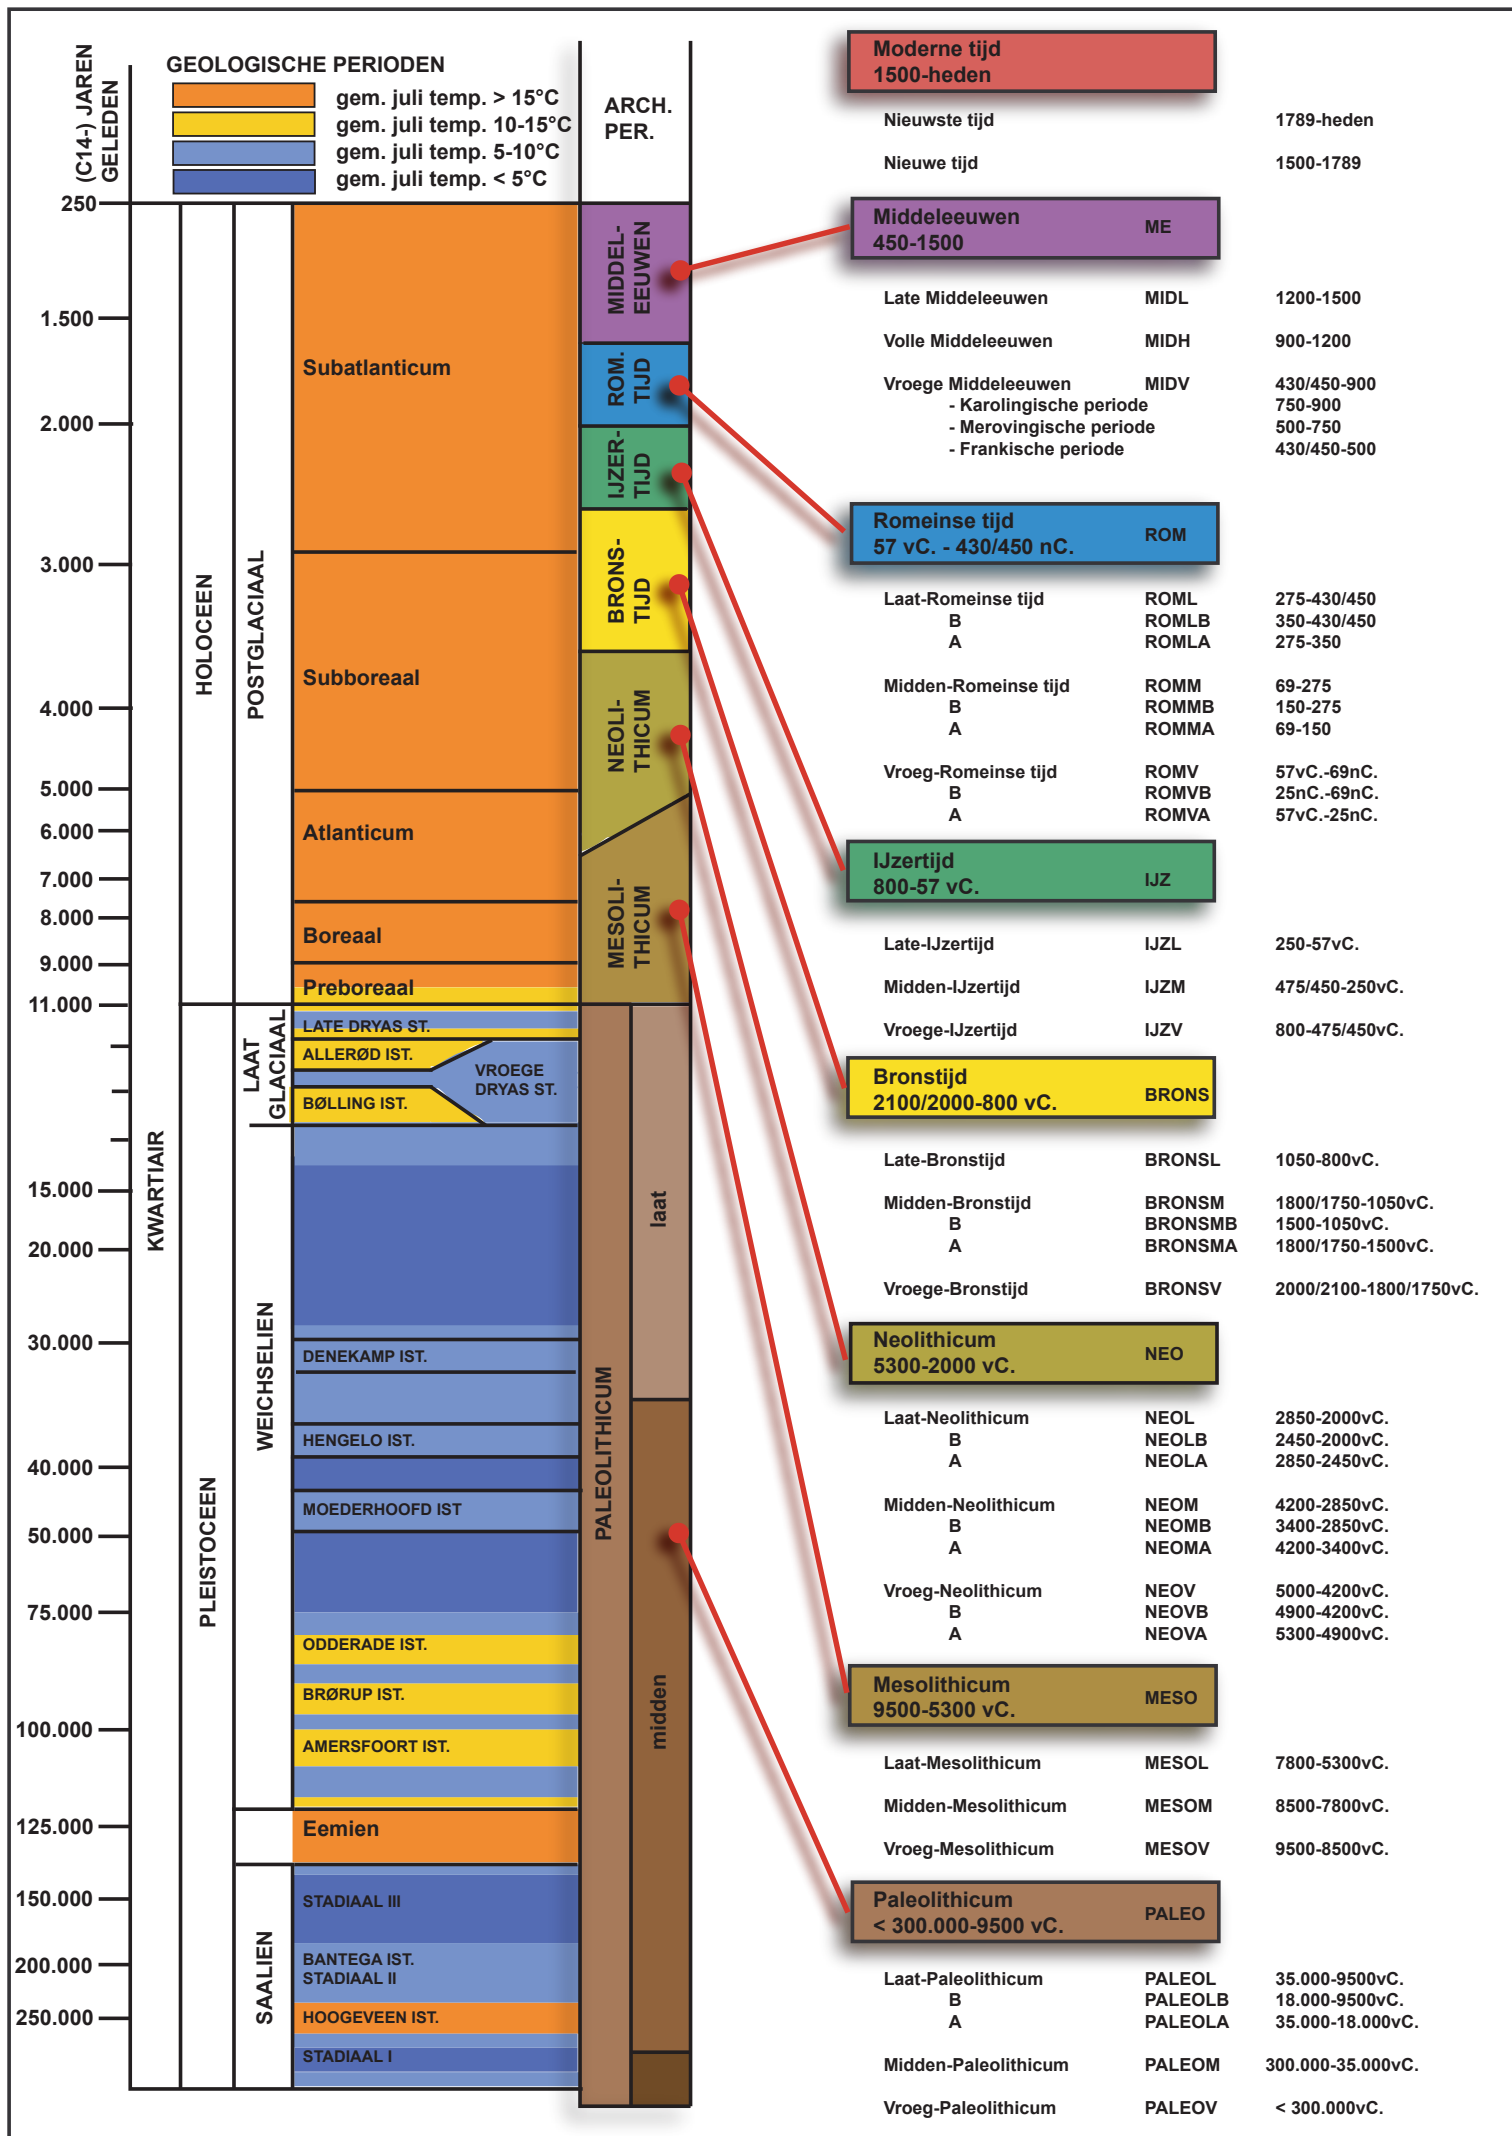 (C14-) JAREN
GELEDEN
GEOLOGISCHE PERIODEN
gem. juli temp. > 15°C
gem. juli temp. 10-15°C
gem. juli temp. 5-10°C
gem. juli temp. < 5°C
ARCH.
PER.
250
1.500
2.000
3.000
4.000
5.000
6.000
7.000
8.000
9.000
11.000
15.000
20.000
30.000
40.000
50.000
75.000
100.000
125.000
150.000
200.000
250.000
KWARTIAIR
HOLOCEEN
PLEISTOCEEN
POSTGLACIAAL
LAAT
GLACIAAL
WEICHSELIEN
SAALIEN
Subatlanticum
Subboreaal
Atlanticum
Boreaal
Preboreaal
LATE DRYAS ST.
ALLERØD IST.
VROEGE
DRYAS ST.
BØLLING IST.
DENEKAMP IST.
HENGELO IST.
MOEDERHOOFD IST
ODDERADE IST.
BRØRUP IST.
AMERSFOORT IST.
Eemien
STADIAAL III
BANTEGA IST.
STADIAAL II
HOOGEVEEN IST.
STADIAAL I
MIDDEL-
EEUWEN
ROM.
TIJD
IJZER-
TIJD
BRONS-
TIJD
NEOLI-
THICUM
MESOLI-
THICUM
PALEOLITHICUM
laat
midden
Moderne tijd
1500-heden
Nieuwste tijd 1789-heden
Nieuwe tijd 1500-1789
Middeleeuwen
450-1500 ME
Late Middeleeuwen MIDL 1200-1500
Volle Middeleeuwen MIDH 900-1200
Vroege Middeleeuwen MIDV 430/450-900
- Karolingische periode 750-900
- Merovingische periode 500-750
- Frankische periode 430/450-500
Romeinse tijd
57 vC. - 430/450 nC. ROM
Laat-Romeinse tijd ROML 275-430/450
B ROMLB 350-430/450
A ROMLA 275-350
Midden-Romeinse tijd ROMM 69-275
B ROMMB 150-275
A ROMMA 69-150
Vroeg-Romeinse tijd ROMV 57vC.-69nC.
B ROMVB 25nC.-69nC.
A ROMVA 57vC.-25nC.
IJzertijd
800-57 vC. IJZ
Late-IJzertijd IJZL 250-57vC.
Midden-IJzertijd IJZM 475/450-250vC.
Vroege-IJzertijd IJZV 800-475/450vC.
Bronstijd
2100/2000-800 vC. BRONS
Late-Bronstijd BRONSL 1050-800vC.
Midden-Bronstijd BRONSM 1800/1750-1050vC.
B BRONSMB 1500-1050vC.
A BRONSMA 1800/1750-1500vC.
Vroege-Bronstijd BRONSV 2000/2100-1800/1750vC.
Neolithicum
5300-2000 vC. NEO
Laat-Neolithicum NEOL 2850-2000vC.
B NEOLB 2450-2000vC.
A NEOLA 2850-2450vC.
Midden-Neolithicum NEOM 4200-2850vC.
B NEOMB 3400-2850vC.
A NEOMA 4200-3400vC.
Vroeg-Neolithicum NEOV 5000-4200vC.
B NEOVB 4900-4200vC.
A NEOVA 5300-4900vC.
Mesolithicum
9500-5300 vC. MESO
Laat-Mesolithicum MESOL 7800-5300vC.
Midden-Mesolithicum MESOM 8500-7800vC.
Vroeg-Mesolithicum MESOV 9500-8500vC.
Paleolithicum
< 300.000-9500 vC. PALEO
Laat-Paleolithicum PALEOL 35.000-9500vC.
B PALEOLB 18.000-9500vC.
A PALEOLA 35.000-18.000vC.
Midden-Paleolithicum PALEOM 300.000-35.000vC.
Vroeg-Paleolithicum PALEOV < 300.000vC.